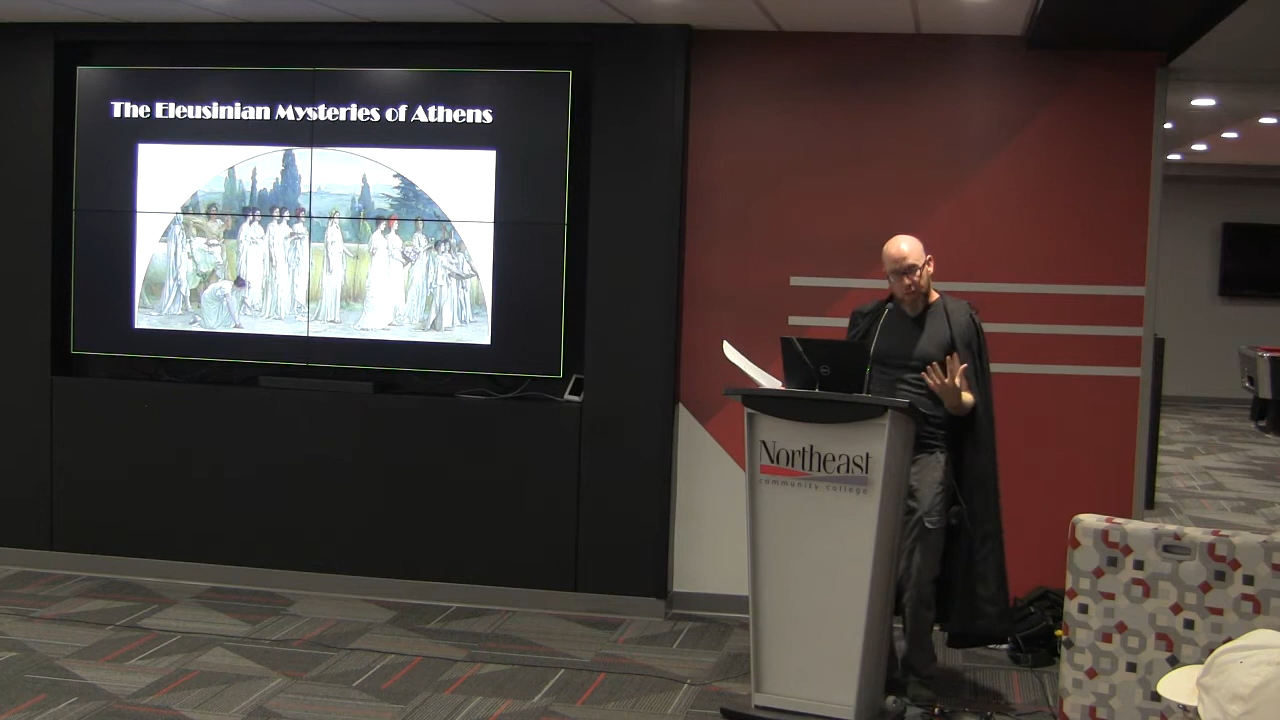 The Eleusinian Mysteries of Athens
Northeast
community college